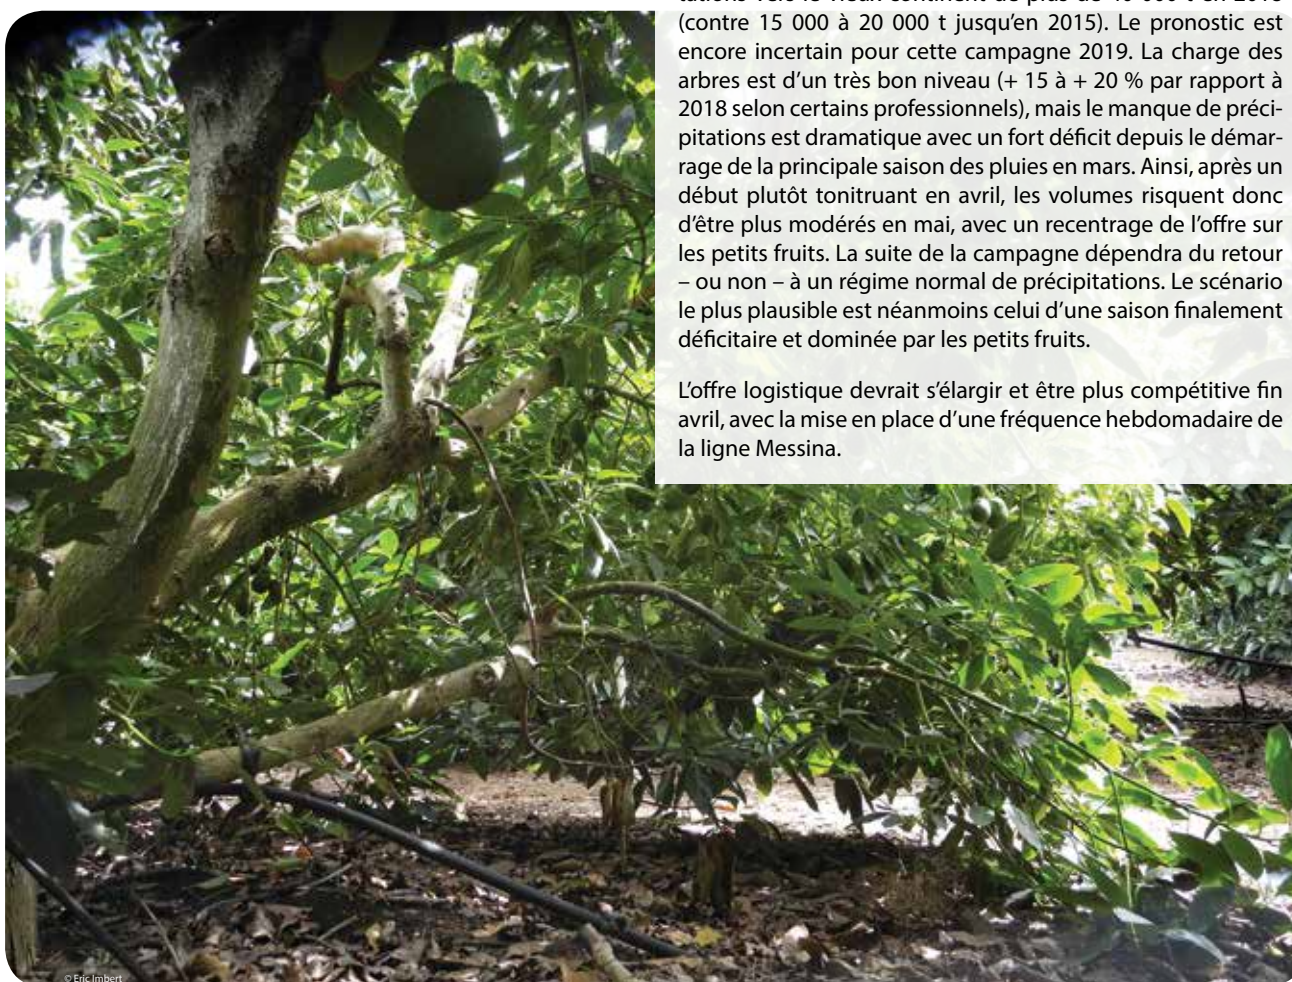 (contre 15 000 à 20 000 t jusqu'en 2015). Le pronostic est
encore incertain pour cette campagne 2019. La charge des
arbres est d'un très bon niveau (+ 15 à + 20 % par rapport à
2018 selon certains professionnels), mais le manque de préci-
pitations est dramatique avec un fort déficit depuis le démar-
rage de la principale saison des pluies en mars. Ainsi, après un
début plutôt tonitruant en avril, les volumes risquent donc
d'être plus modérés en mai, avec un recentrage de l'offre sur
les petits fruits. La suite de la campagne dépendra du retour
– ou non – à un régime normal de précipitations. Le scénario
le plus plausible est néanmoins celui d'une saison finalement
déficitaire et dominée par les petits fruits.
L'offre logistique devrait s'élargir et être plus compétitive fin
avril, avec la mise en place d'une fréquence hebdomadaire de
la ligne Messina.
© Eric Imbert